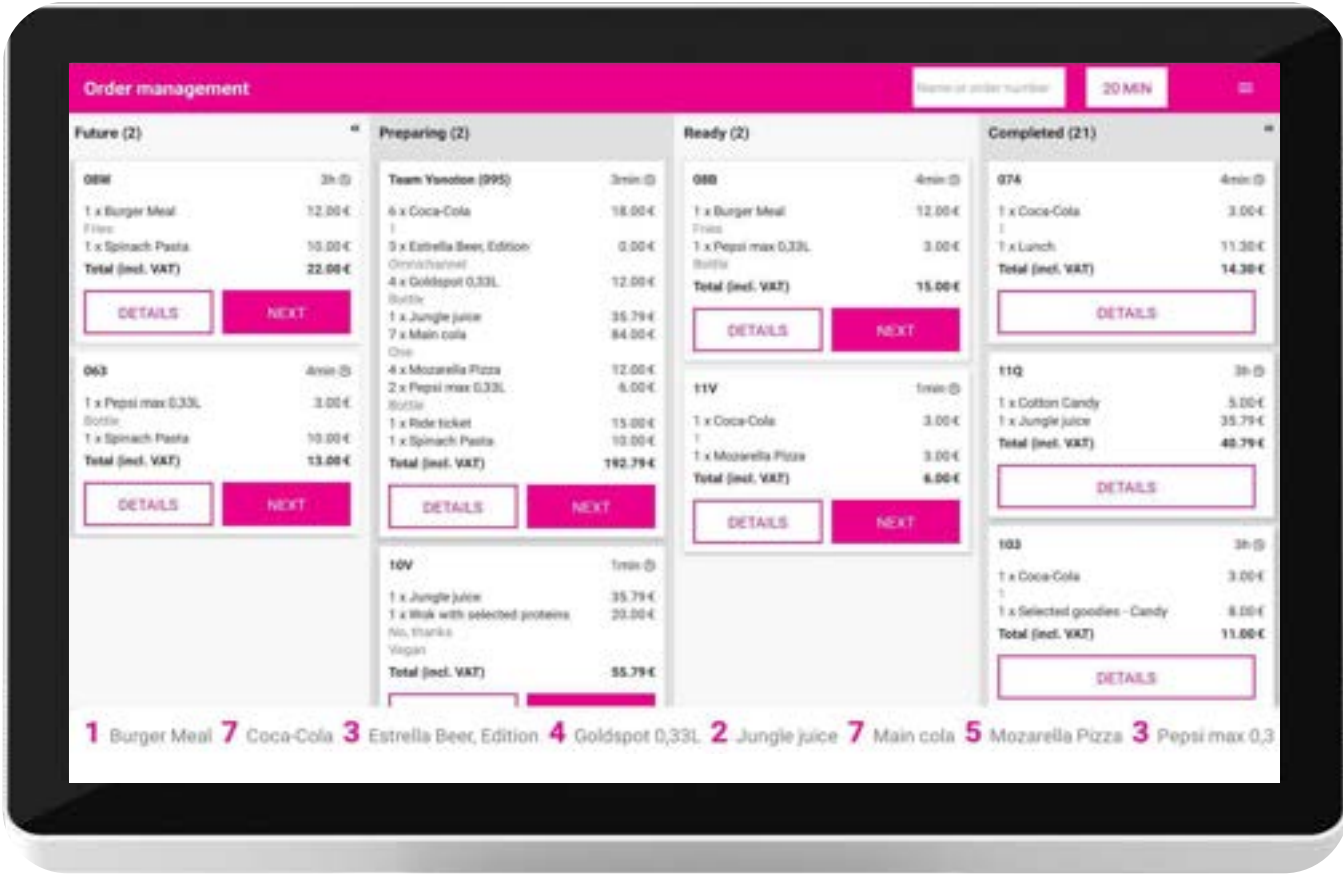 Order management
Name or order number
20 MIN
Future (2)
08W 3h
1 x Burger Meal 12.00 €
Fries
1 x Spinach Pasta 10.00 €
Total (incl. VAT) 22.00 €
DETAILS NEXT
063 4min
1 x Pepsi max 0,33L 3.00 €
Bottle
1 x Spinach Pasta 10.00 €
Total (incl. VAT) 13.00 €
DETAILS NEXT
Preparing (2)
Team Yonoton (095) 3min
6 x Coca-Cola 18.00 €
1
3 x Estrella Beer, Edition 0.00 €
Omnichannel
4 x Goldspot 0,33L 12.00 €
Bottle
1 x Jungle juice 35.79 €
7 x Main cola 84.00 €
One
4 x Mozarella Pizza 12.00 €
2 x Pepsi max 0,33L 6.00 €
Bottle
1 x Ride ticket 15.00 €
1 x Spinach Pasta 10.00 €
Total (incl. VAT) 192.79 €
DETAILS NEXT
10V 1min
1 x Jungle juice 35.79 €
1 x Wok with selected proteins 20.00 €
No, thanks
Vegan
Total (incl. VAT) 55.79 €
Ready (2)
08B 4min
1 x Burger Meal 12.00 €
Fries
1 x Pepsi max 0,33L 3.00 €
Bottle
Total (incl. VAT) 15.00 €
DETAILS NEXT
11V 1min
1 x Coca-Cola 3.00 €
1
1 x Mozarella Pizza 3.00 €
Total (incl. VAT) 6.00 €
DETAILS NEXT
Completed (21)
074 4min
1 x Coca-Cola 3.00 €
1
1 x Lunch 11.30 €
Total (incl. VAT) 14.30 €
DETAILS
11Q 3h
1 x Cotton Candy 5.00 €
1 x Jungle juice 35.79 €
Total (incl. VAT) 40.79 €
DETAILS
103 3h
1 x Coca-Cola 3.00 €
1
1 x Selected goodies - Candy 8.00 €
Total (incl. VAT) 11.00 €
DETAILS
1 Burger Meal 7 Coca-Cola 3 Estrella Beer, Edition 4 Goldspot 0,33L 2 Jungle juice 7 Main cola 5 Mozarella Pizza 3 Pepsi max 0,3